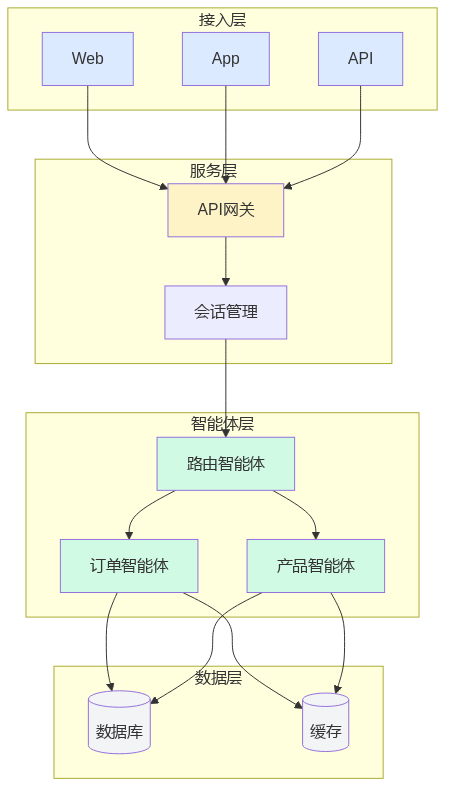 接入层
Web
App
API
服务层
API网关
会话管理
智能体层
路由智能体
订单智能体
产品智能体
数据层
数据库
缓存